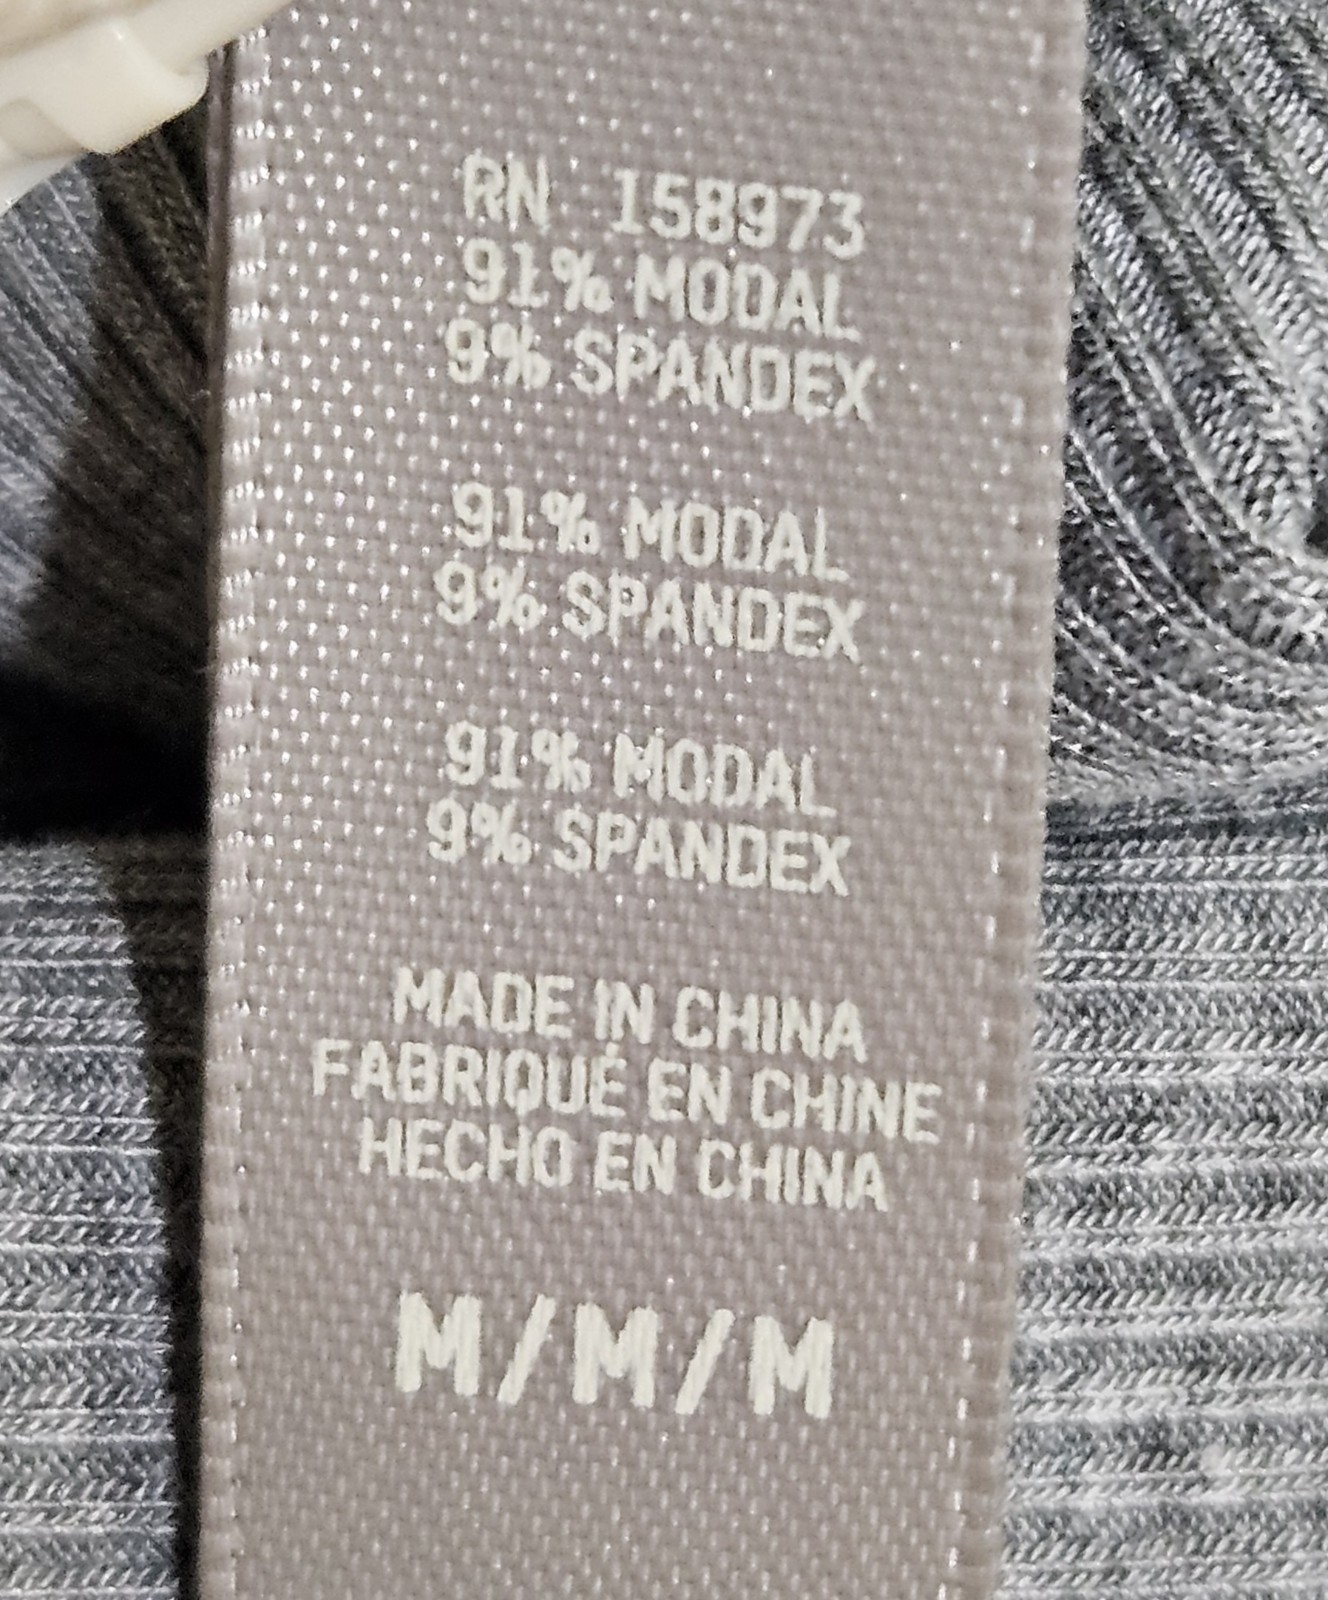 RN 158973
91% MODAL
9% SPANDEX
91% MODAL
9% SPANDEX
91% MODAL
9% SPANDEX
MADE IN CHINA
FABRIQUÉ EN CHINE
HECHO EN CHINA
M/M/M